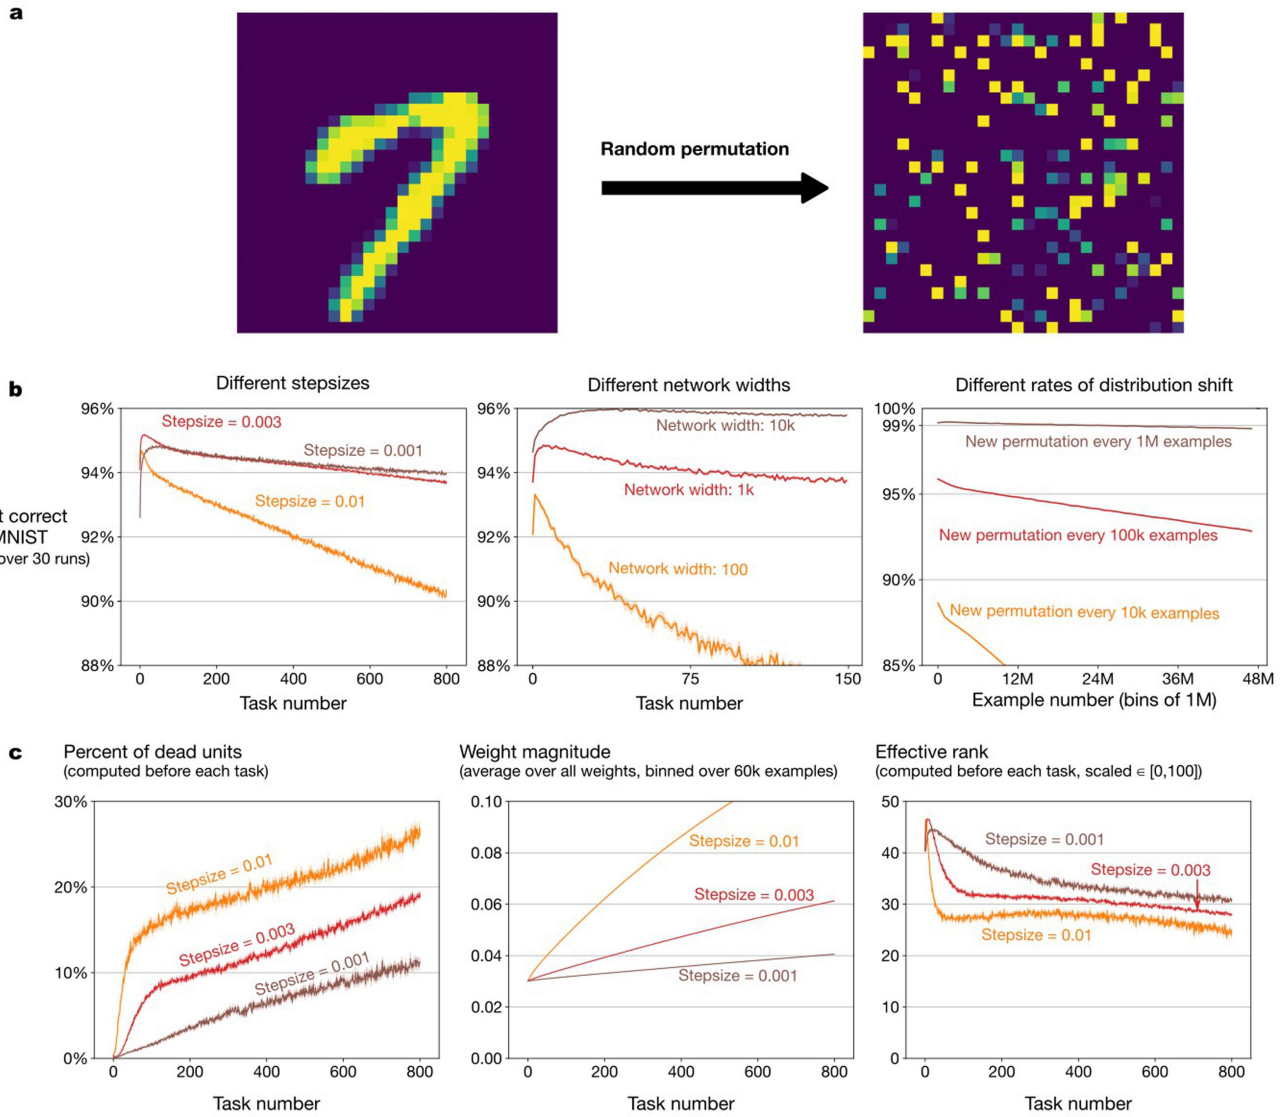 a
Random permutation
b
Different stepsizes
96%
94%
92%
90%
88%
Stepsize = 0.003
Stepsize = 0.001
Stepsize = 0.01
t correct
MNIST
over 30 runs)
0
200
400
600
800
Task number
Different network widths
96%
94%
92%
90%
88%
Network width: 10k
Network width: 1k
Network width: 100
0
75
150
Task number
Different rates of distribution shift
100%
99%
95%
90%
85%
New permutation every 1M examples
New permutation every 100k examples
New permutation every 10k examples
0
12M
24M
36M
48M
Example number (bins of 1M)
c
Percent of dead units
(computed before each task)
30%
20%
10%
0%
Stepsize = 0.01
Stepsize = 0.003
Stepsize = 0.001
0
200
400
600
800
Task number
Weight magnitude
(average over all weights, binned over 60k examples)
0.10
0.08
0.06
0.04
0.02
0.00
Stepsize = 0.01
Stepsize = 0.003
Stepsize = 0.001
0
200
400
600
800
Task number
Effective rank
(computed before each task, scaled ∈ [0,100])
50
40
30
20
10
0
Stepsize = 0.001
Stepsize = 0.003
Stepsize = 0.01
0
200
400
600
800
Task number